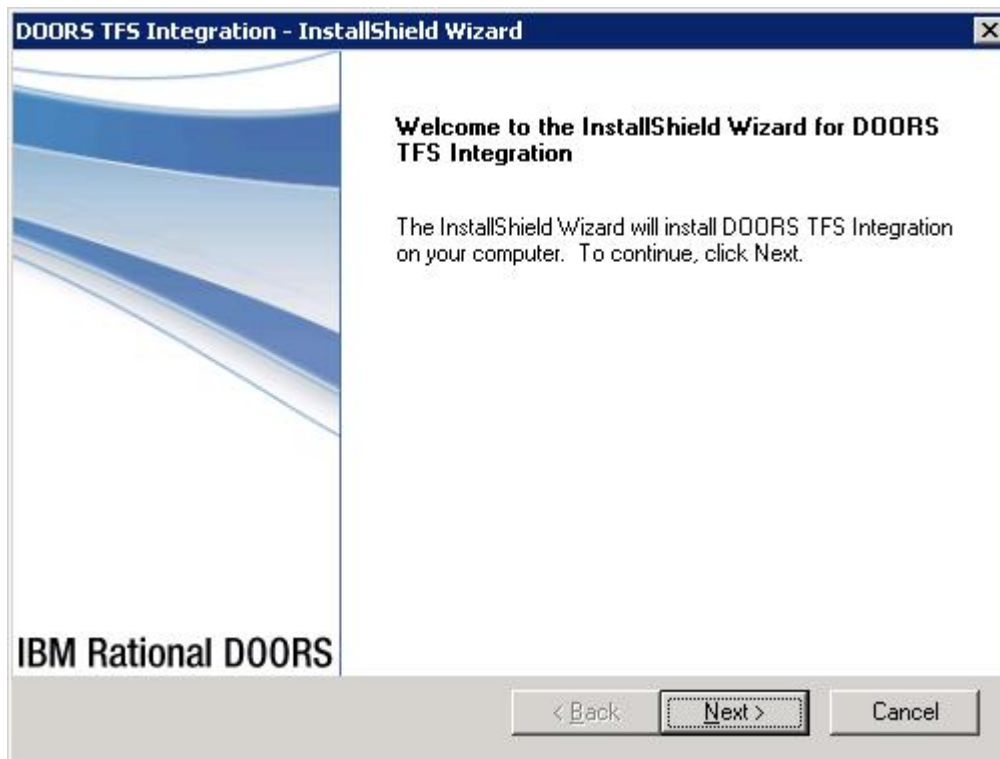 DOORS TFS Integration - InstallShield Wizard
Welcome to the InstallShield Wizard for DOORS
TFS Integration
The InstallShield Wizard will install DOORS TFS Integration
on your computer. To continue, click Next.
IBM Rational DOORS
< Back
Next >
Cancel